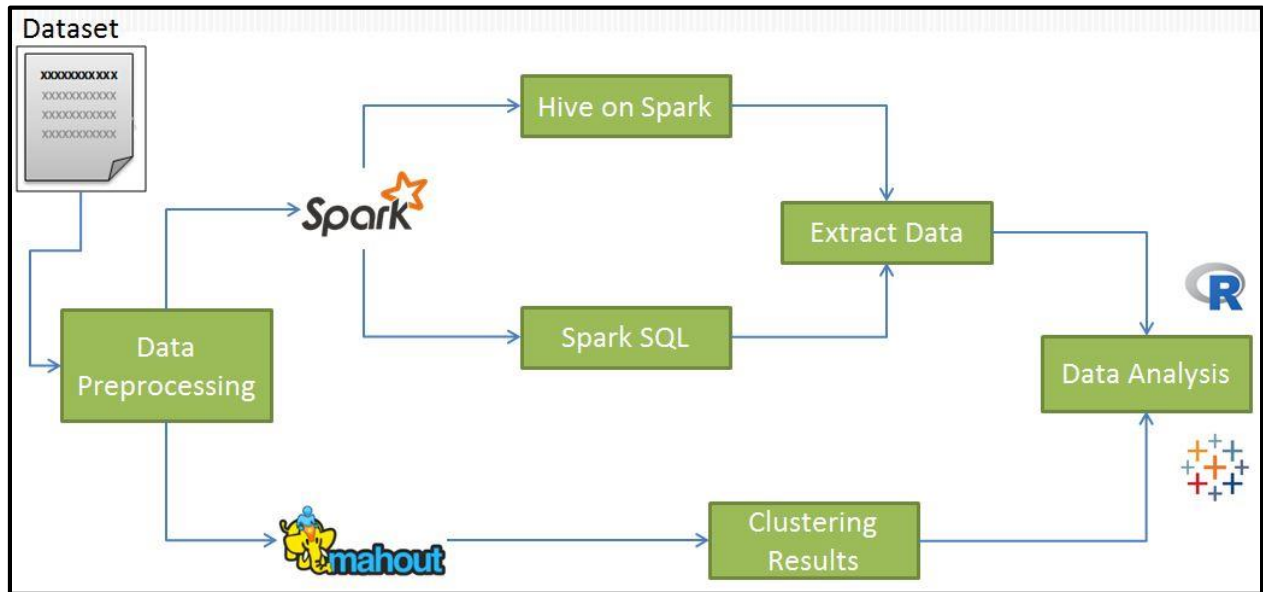 Dataset
xxxxxxxxxxx
xxxxxxxxxxx
xxxxxxxxxxx
xxxxxxxxxxx
Hive on Spark
Spark
Extract Data
R
Spark SQL
Data
Preprocessing
Data Analysis
mahout
Clustering
Results